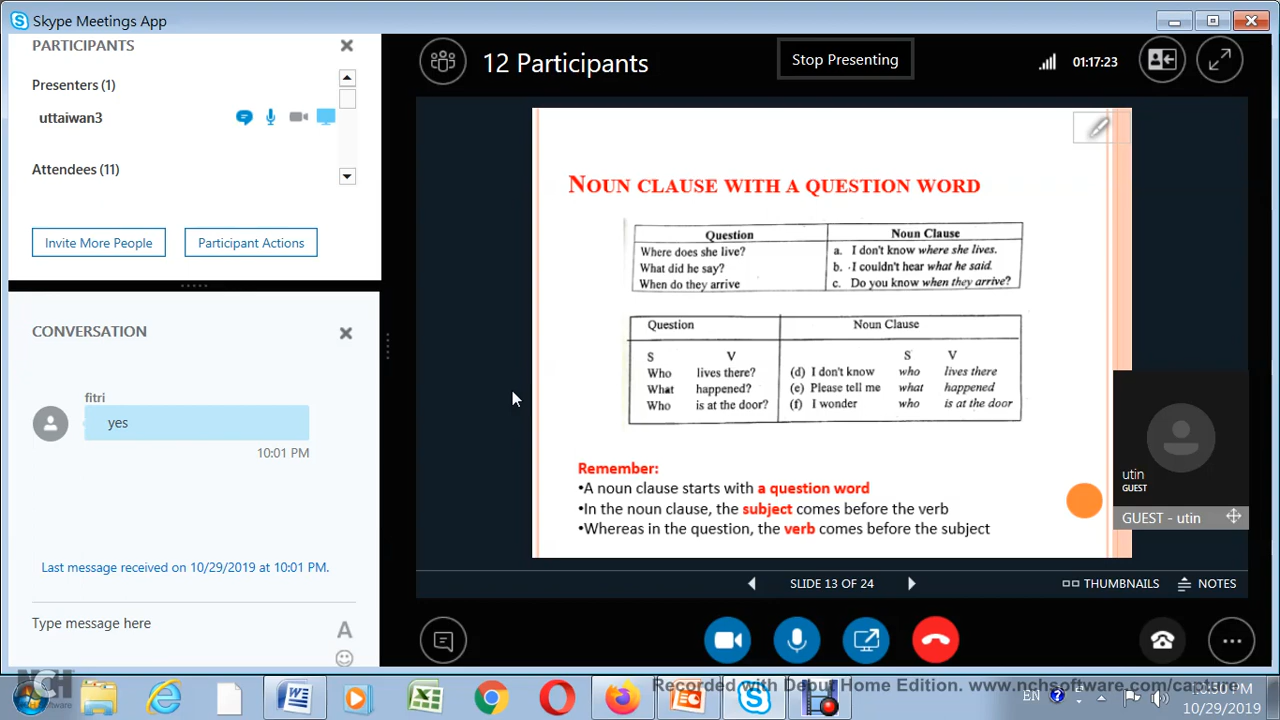 Skype Meetings App
PARTICIPANTS
Presenters (1)
uttaiwan3
Attendees (11)
Invite More People
Participant Actions
CONVERSATION
fitri
yes
10:01 PM
Last message received on 10/29/2019 at 10:01 PM.
Type message here
A
12 Participants
Stop Presenting
01:17:23
NOUN CLAUSE WITH A QUESTION WORD
Question Noun Clause
Where does she live? a. I don't know where she lives.
What did he say? b. I couldn't hear what he said.
When do they arrive c. Do you know when they arrive?
Question Noun Clause
S V S V
Who lives there? (d) I don't know who lives there
What happened? (e) Please tell me what happened
Who is at the door? (f) I wonder who is at the door
Remember:
•A noun clause starts with a question word
•In the noun clause, the subject comes before the verb
•Whereas in the question, the verb comes before the subject
utin
GUEST
GUEST - utin
SLIDE 13 OF 24
THUMBNAILS
NOTES
NCH
Software
Recorded with Debut Home Edition. www.nchsoftware.com/capture
EN
10:50 PM
10/29/2019